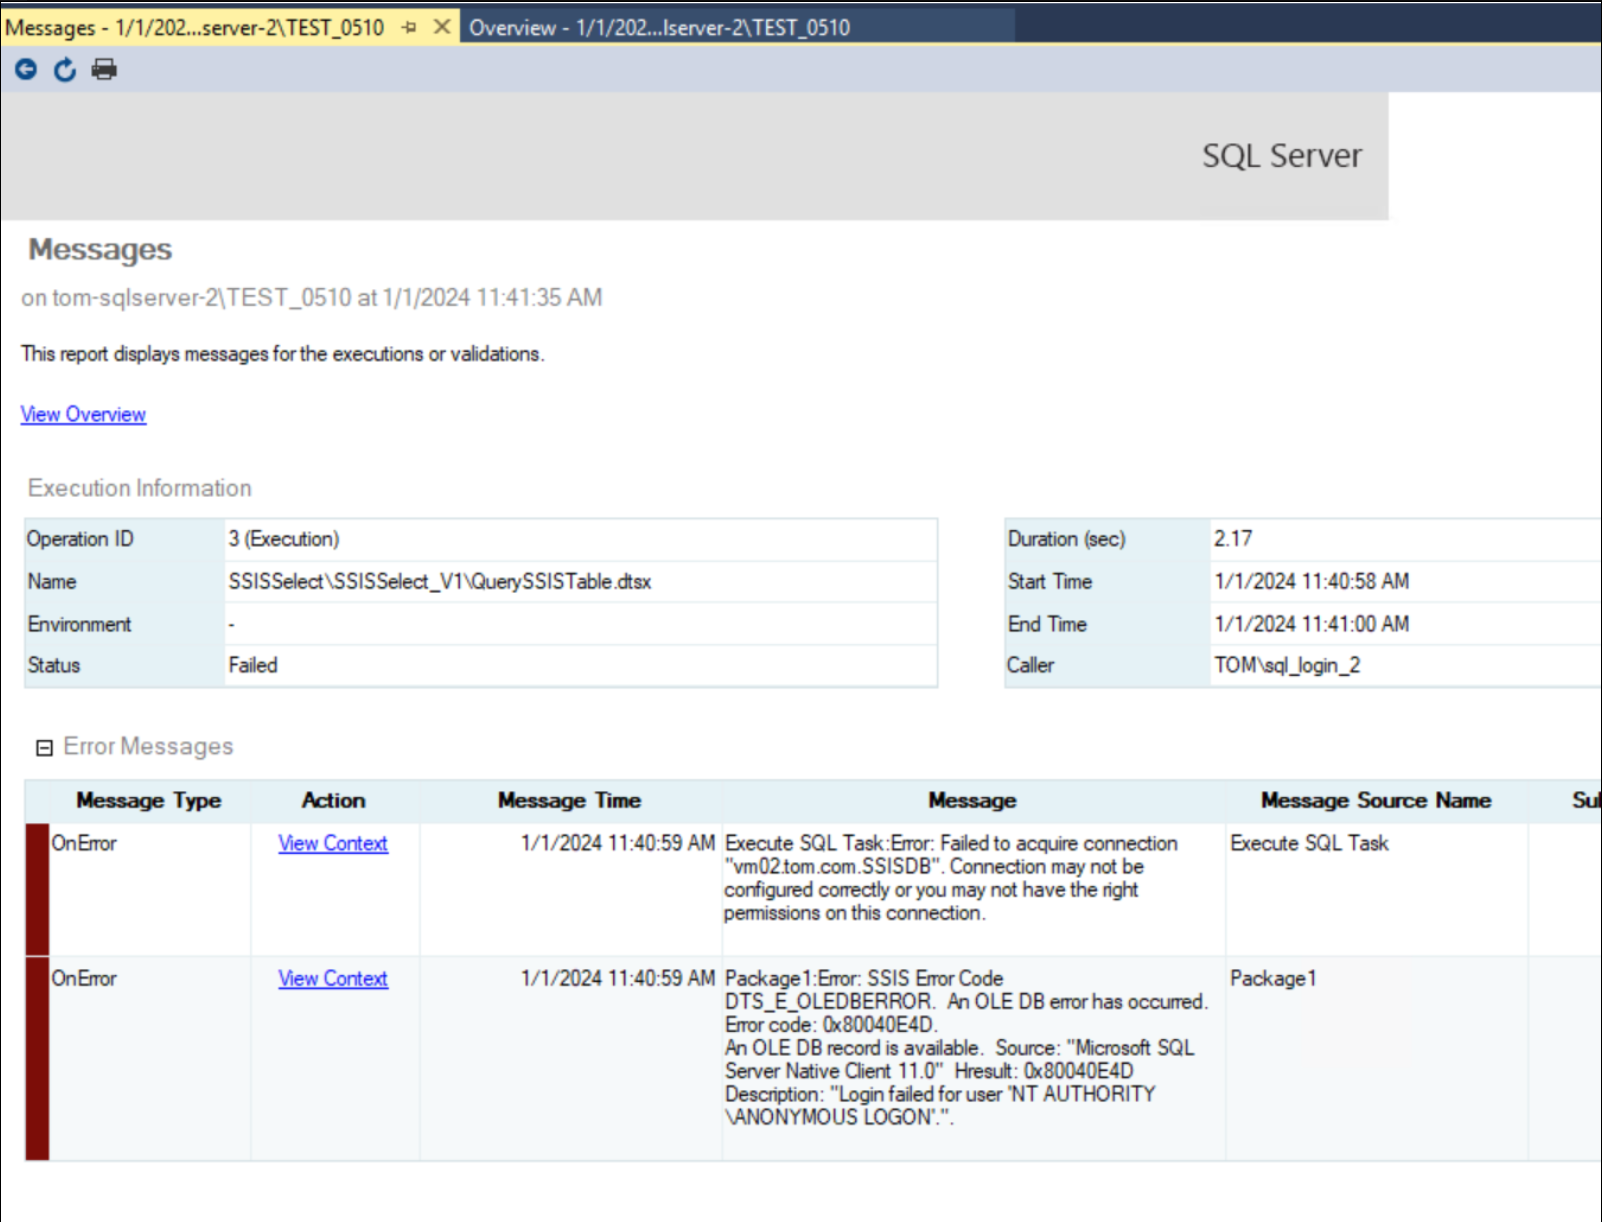 Messages - 1/1/202...server-2\TEST_0510
Overview - 1/1/202...lserver-2\TEST_0510
SQL Server
Messages
on tom-sqlserver-2\TEST_0510 at 1/1/2024 11:41:35 AM
This report displays messages for the executions or validations.
View Overview
Execution Information
Operation ID 3 (Execution) Duration (sec) 2.17
Name SSISSelect\SSISSelect_V1\QuerySSISTable.dtsx Start Time 1/1/2024 11:40:58 AM
Environment - End Time 1/1/2024 11:41:00 AM
Status Failed Caller TOM\sql_login_2
Error Messages
Message Type Action Message Time Message Message Source Name
OnError View Context 1/1/2024 11:40:59 AM Execute SQL Task:Error: Failed to acquire connection Execute SQL Task
"vm02.tom.com.SSISDB". Connection may not be
configured correctly or you may not have the right
permissions on this connection.
OnError View Context 1/1/2024 11:40:59 AM Package1:Error: SSIS Error Code Package1
DTS_E_OLEDBERROR.  An OLE DB error has occurred.
Error code: 0x80040E4D.
An OLE DB record is available.  Source: "Microsoft SQL
Server Native Client 11.0"  Hresult: 0x80040E4D
Description: "Login failed for user 'NT AUTHORITY
\ANONYMOUS LOGON'.".